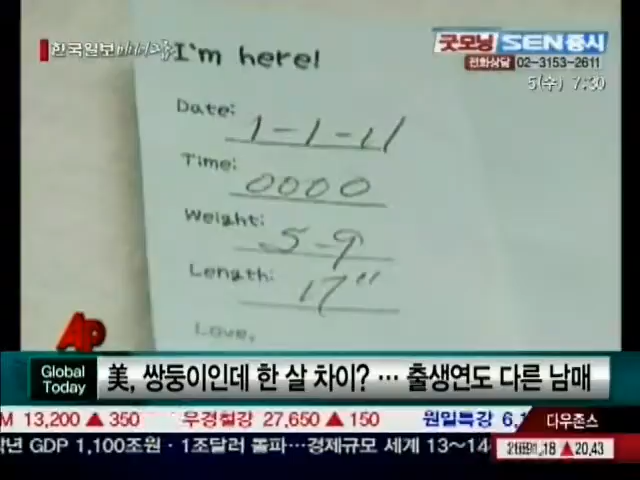 한국일보
굿모닝 SEN증시
I'm here!
전화상담 02-3153-2611
5(수) 7:30
Date: 1-1-11
Time: 0000
Weight: 5-9
Length: 17"
Love,
AP
Global Today
美, 쌍둥이인데 한 살 차이? … 출생연도 다른 남매
M 13,200 ▲ 350 우경철강 27,650 ▲ 150 원일특강 6,1
다우존스
년 GDP 1,100조원·1조달러 돌파…경제규모 세계 13~14
▲20,43